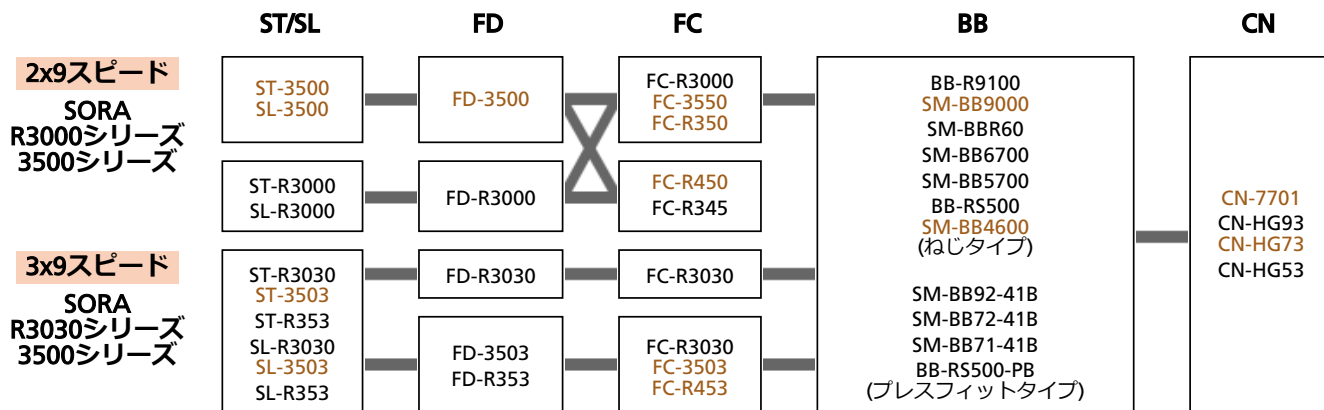 ST/SL
FD
FC
BB
CN
2x9スピード
SORA
R3000シリーズ
3500シリーズ
ST-3500
SL-3500
FD-3500
FC-R3000
FC-3550
FC-R350
ST-R3000
SL-R3000
FD-R3000
FC-R450
FC-R345
3x9スピード
SORA
R3030シリーズ
3500シリーズ
ST-R3030
ST-3503
ST-R353
SL-R3030
SL-3503
SL-R353
FD-R3030
FC-R3030
FD-3503
FD-R353
FC-R3030
FC-3503
FC-R453
BB-R9100
SM-BB9000
SM-BBR60
SM-BB6700
SM-BB5700
BB-RS500
SM-BB4600
(ねじタイプ)
SM-BB92-41B
SM-BB72-41B
SM-BB71-41B
BB-RS500-PB
(プレスフィットタイプ)
CN-7701
CN-HG93
CN-HG73
CN-HG53